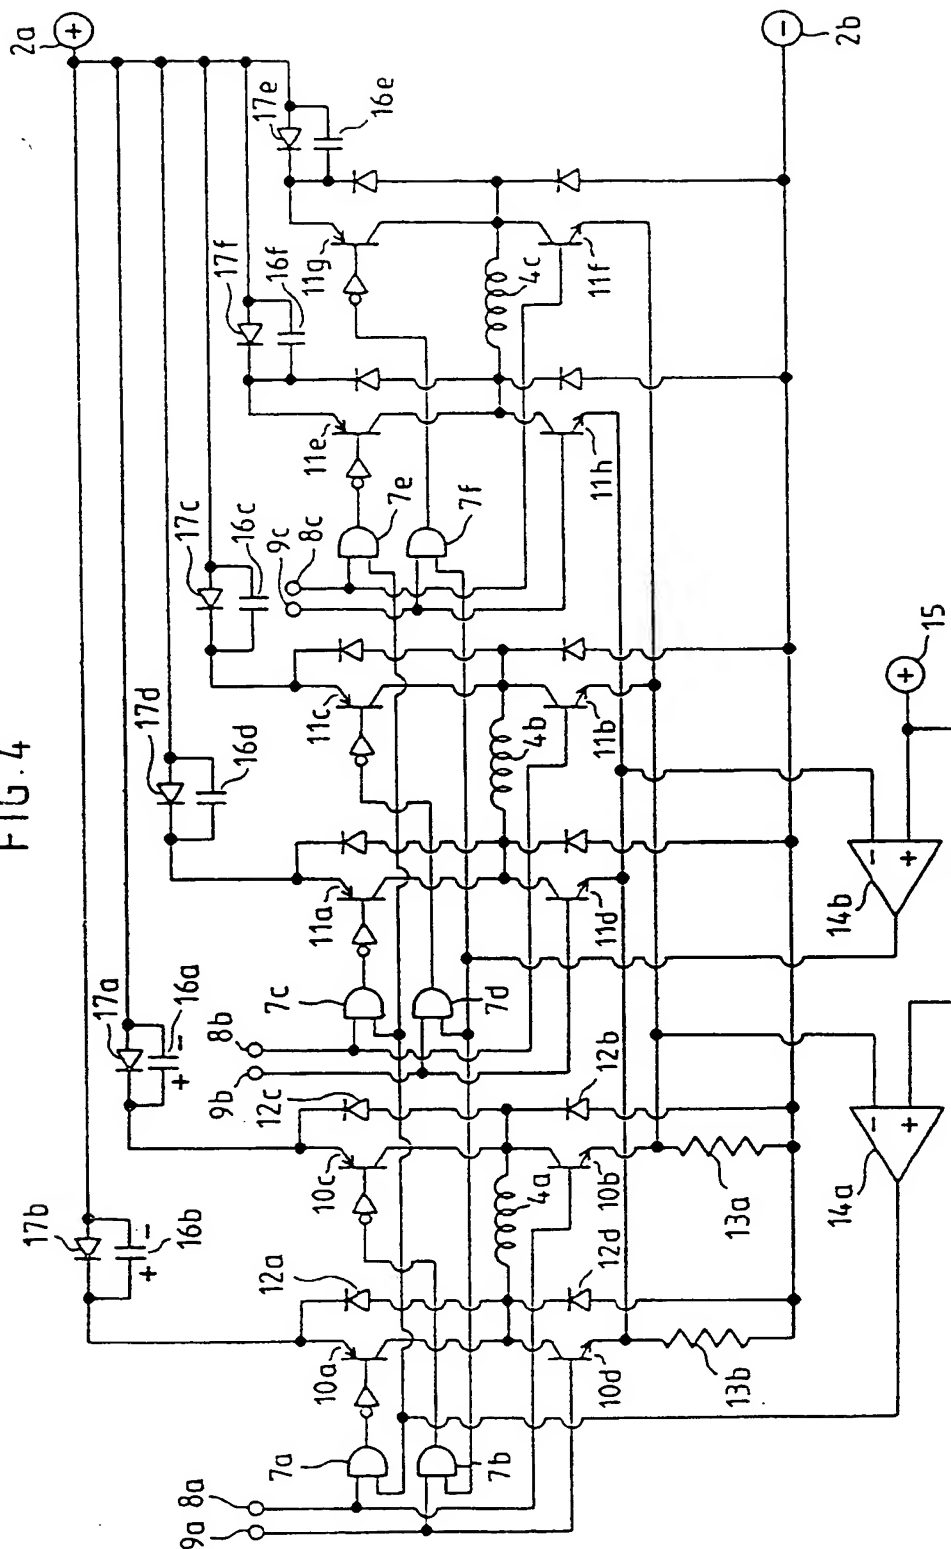 FIG. 4
2a
+
17e
16e
17f
16f
11g
4c
11f
-
2b
11e
7e
7f
11h
9c
8c
17c
16c
17d
16d
11c
4b
11b
15
+
11a
11d
14b
-
+
7c
7d
8b
9b
17a
16a
-
+
12c
12b
10c
4a
10b
13a
14a
-
+
17b
16b
-
+
12a
12d
10a
10d
13b
7a
7b
8a
9a